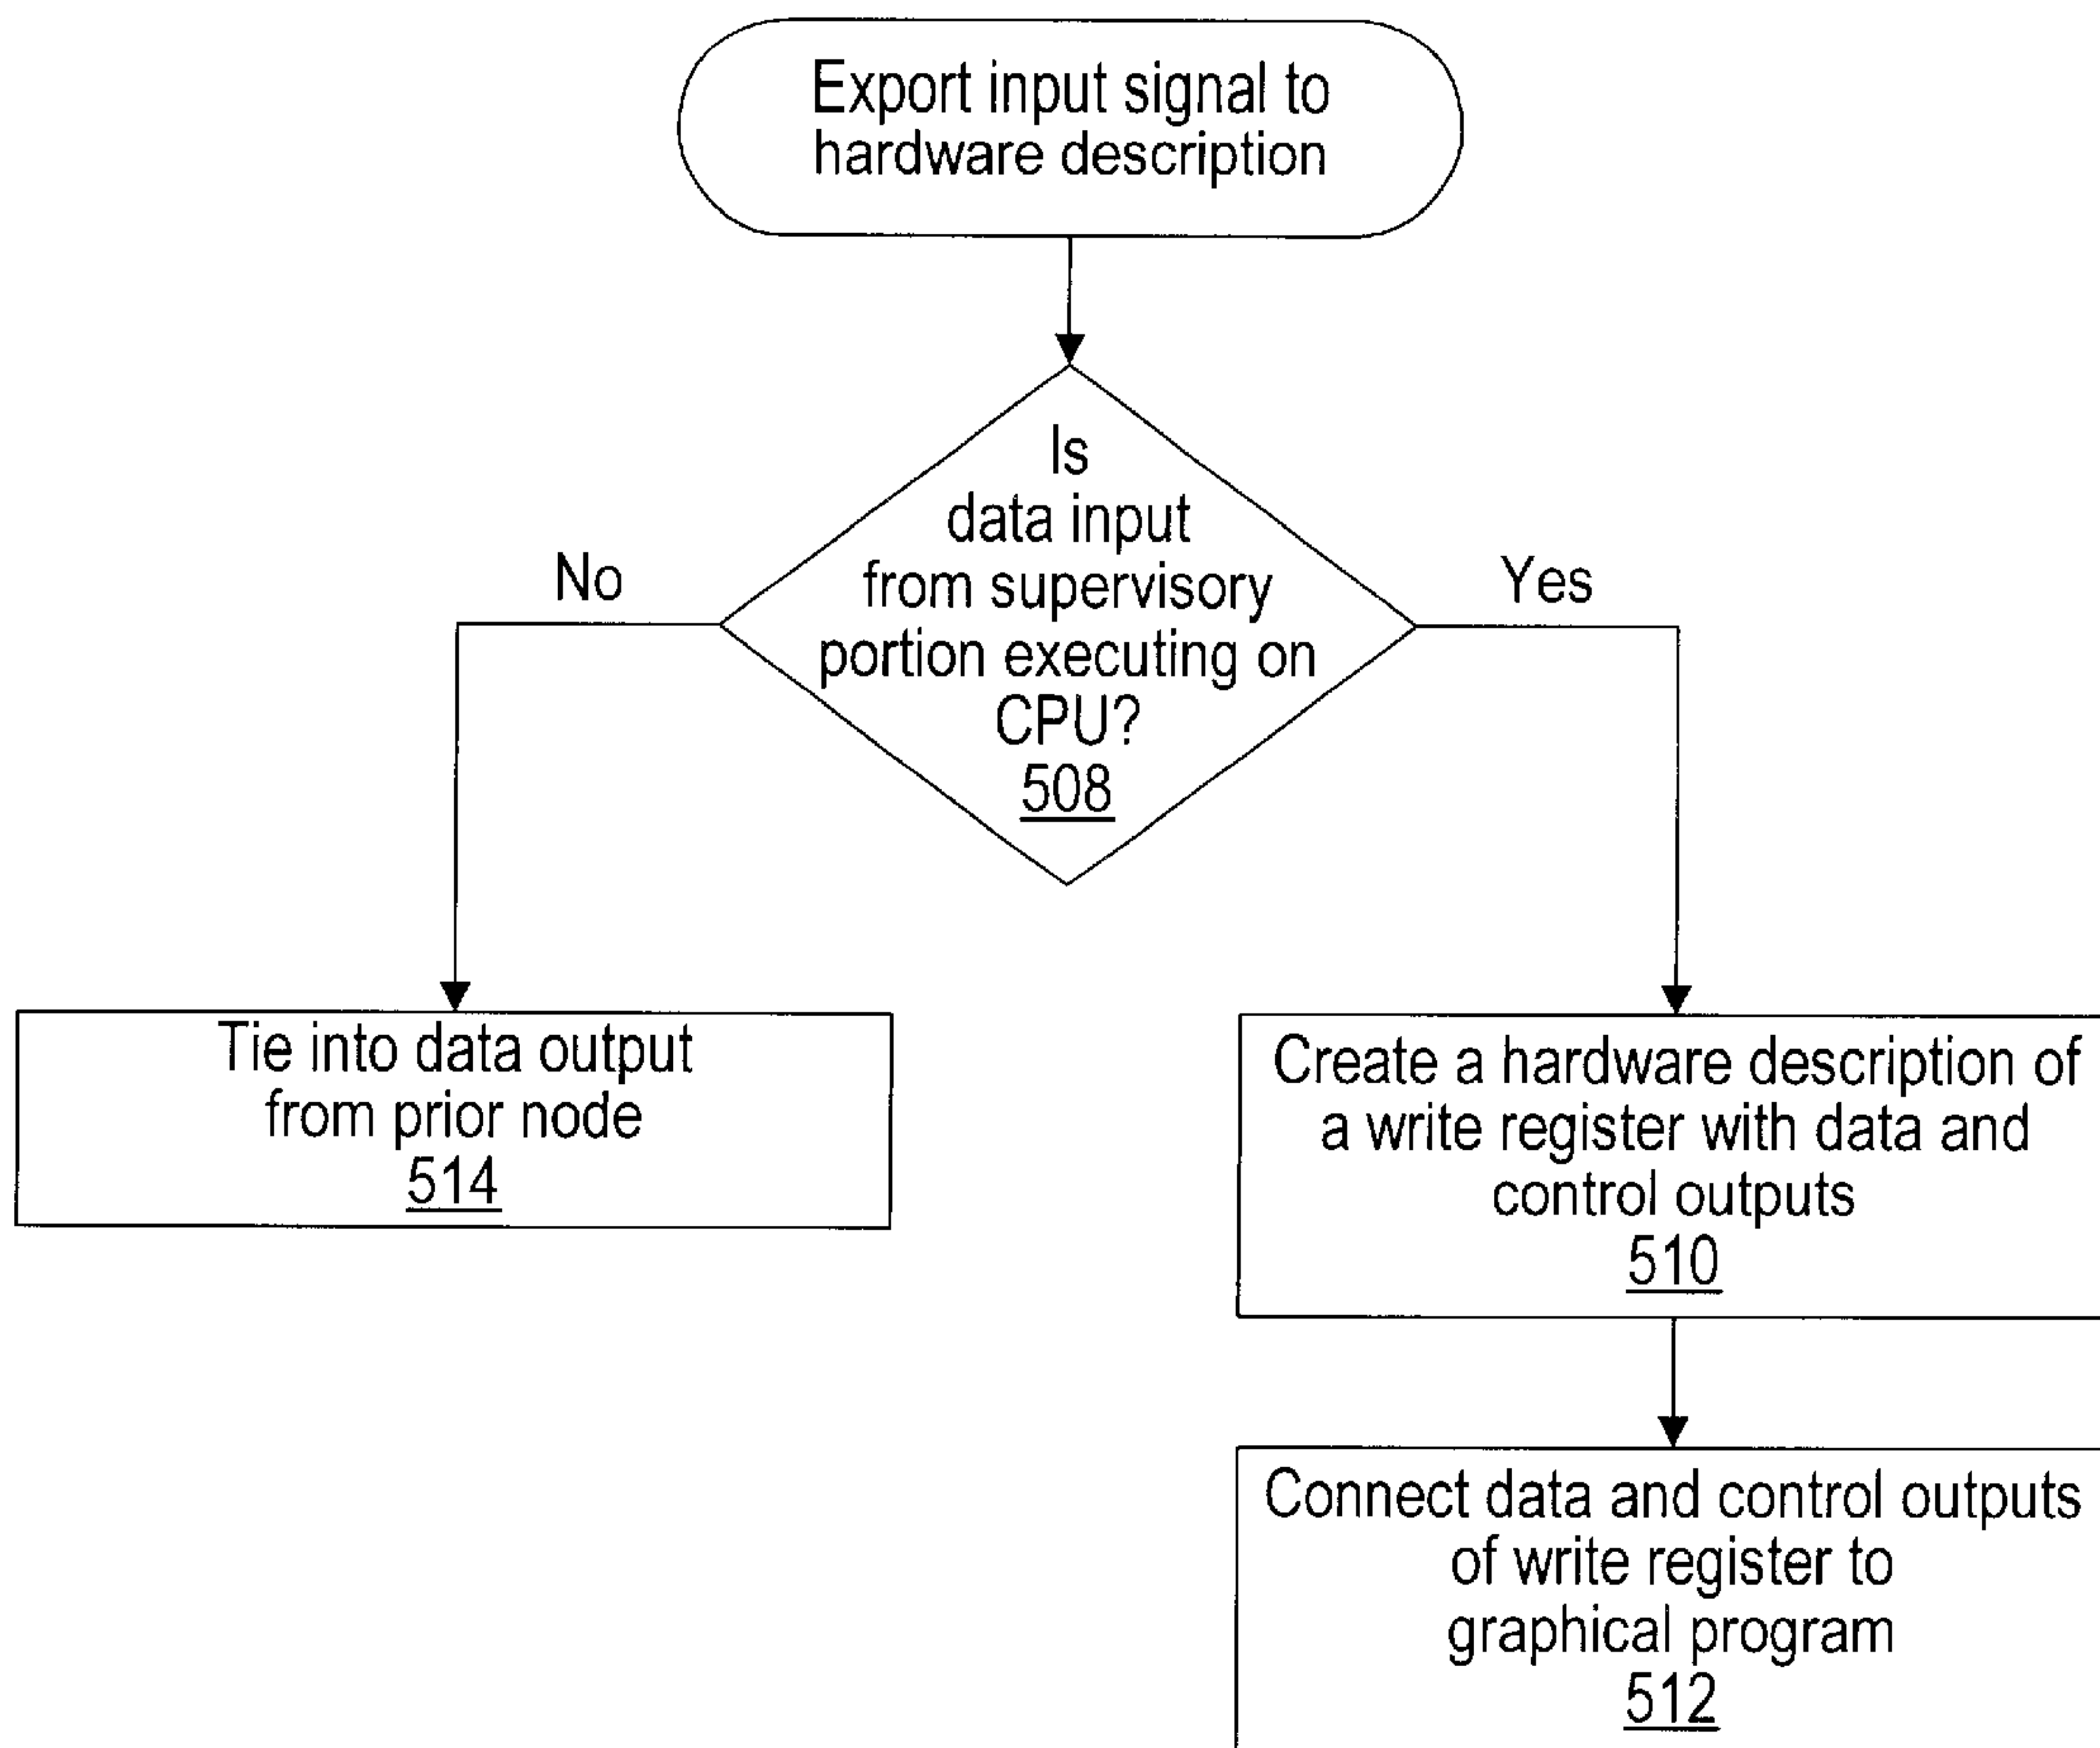 Export input signal to
hardware description
Is
data input
from supervisory
portion executing on
CPU?
508
No
Yes
Tie into data output
from prior node
514
Create a hardware description of
a write register with data and
control outputs
510
Connect data and control outputs
of write register to
graphical program
512